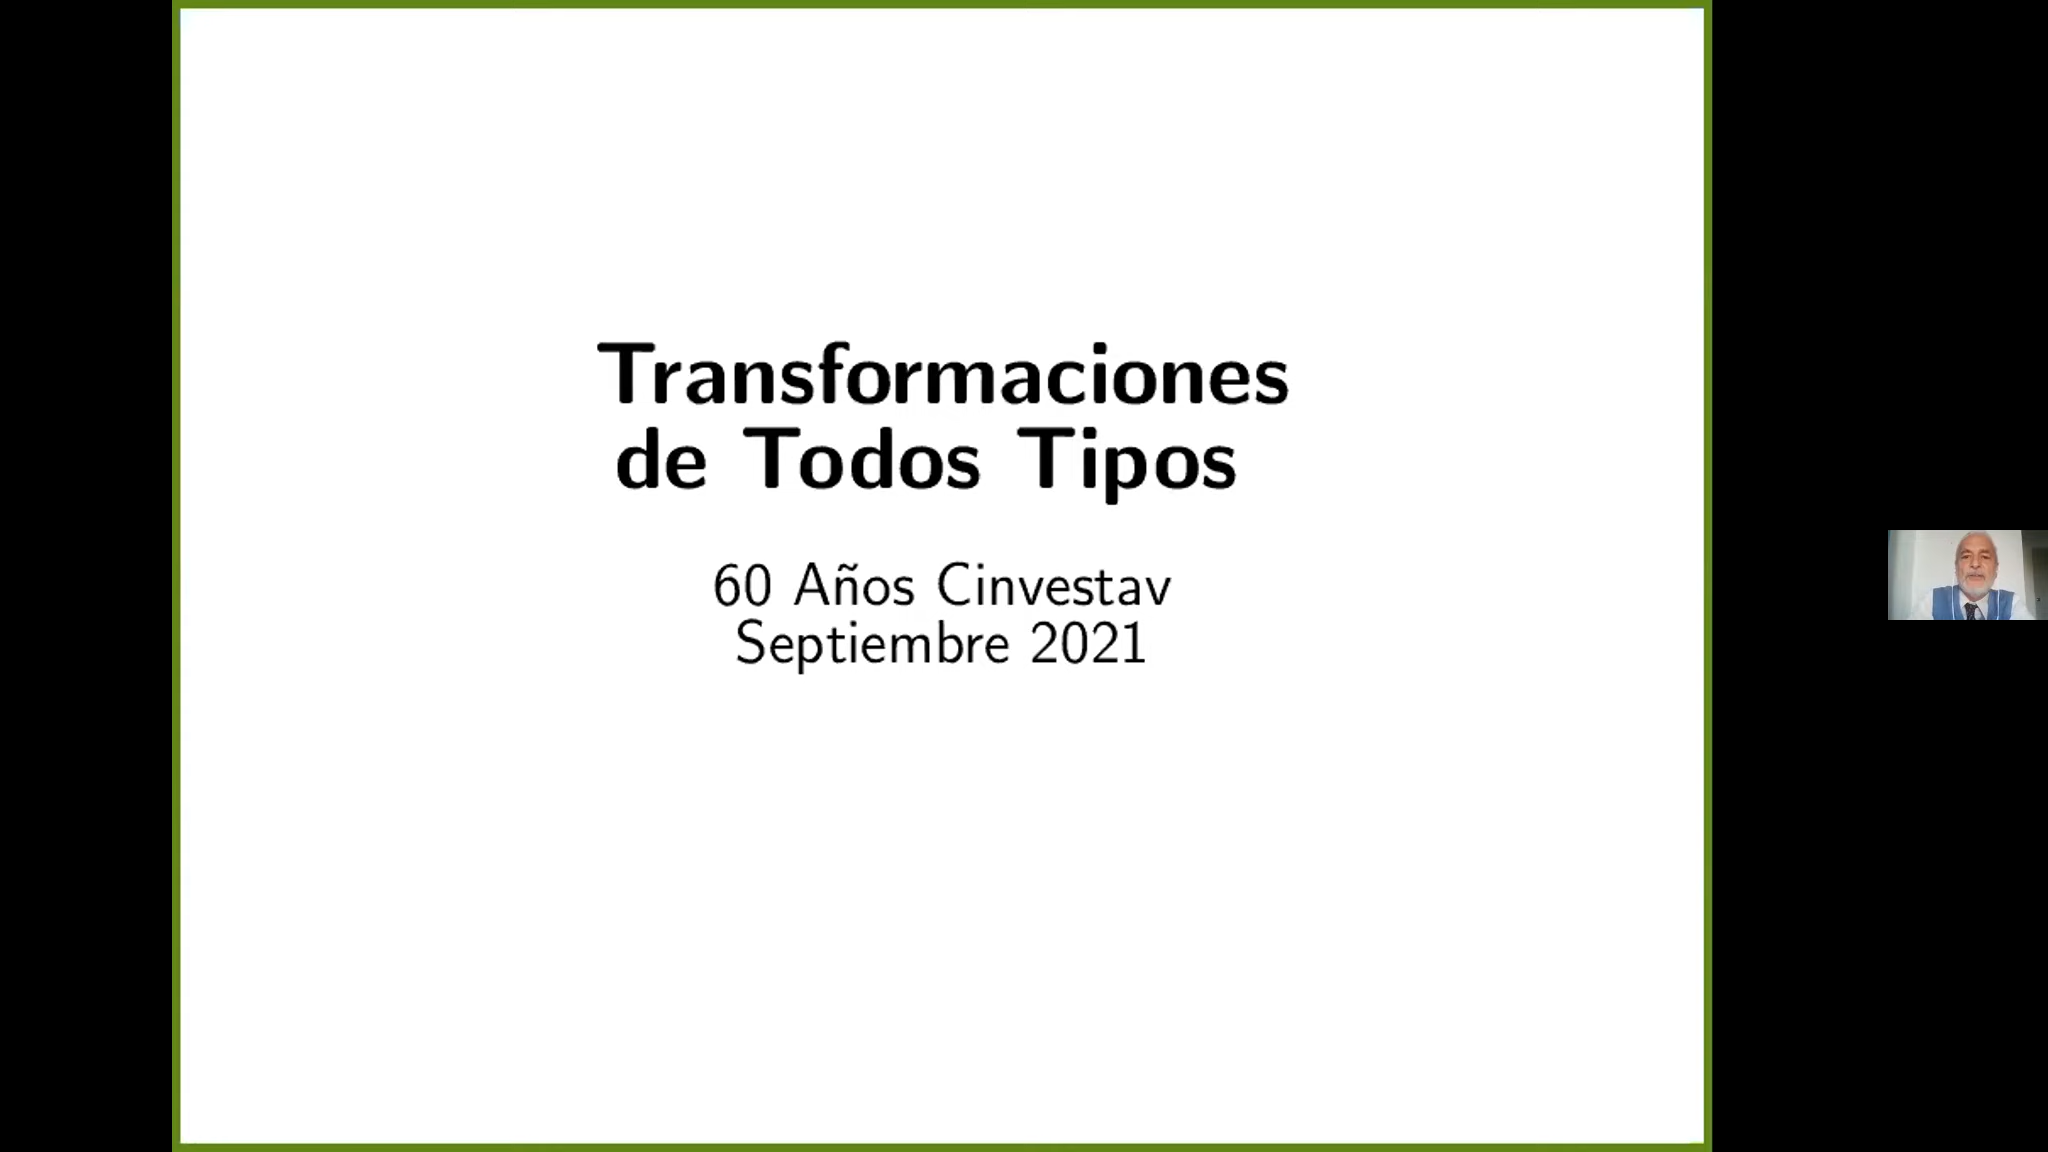 Transformaciones
de Todos Tipos
60 Años Cinvestav
Septiembre 2021